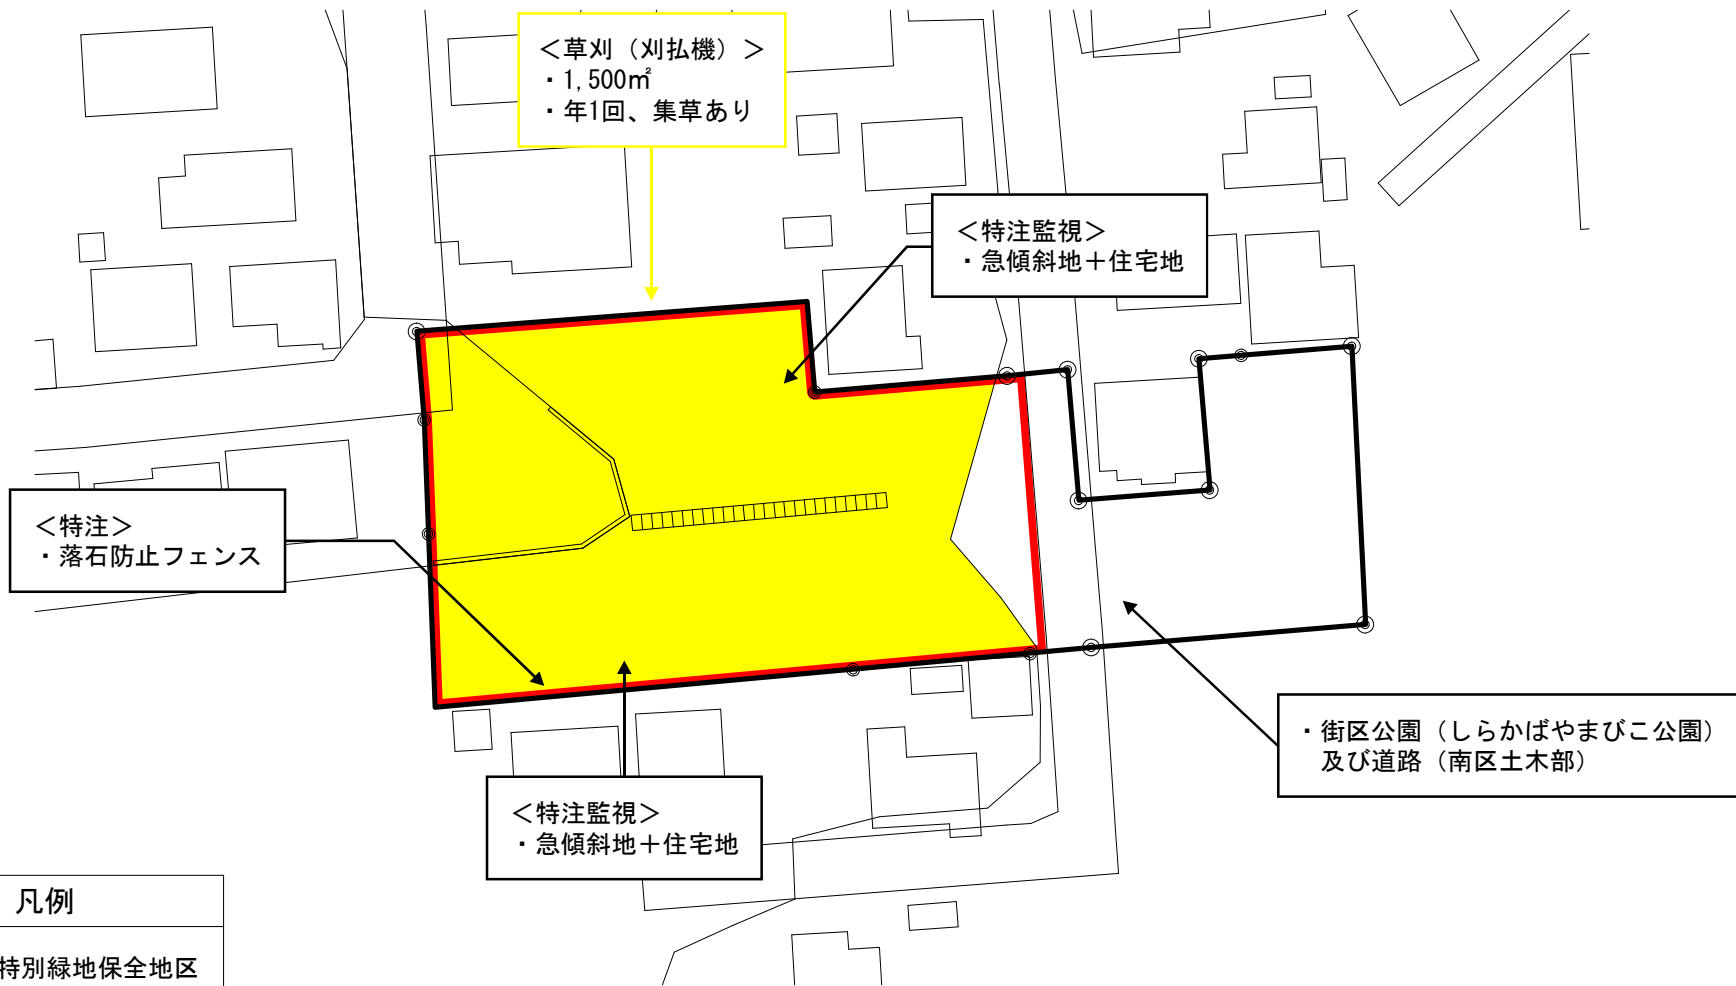 ＜草刈（刈払機）＞
・1,500㎡
・年1回、集草あり
＜特注監視＞
・急傾斜地＋住宅地
＜特注＞
・落石防止フェンス
・街区公園（しらかばやまびこ公園）
及び道路（南区土木部）
＜特注監視＞
・急傾斜地＋住宅地
凡例
特別緑地保全地区